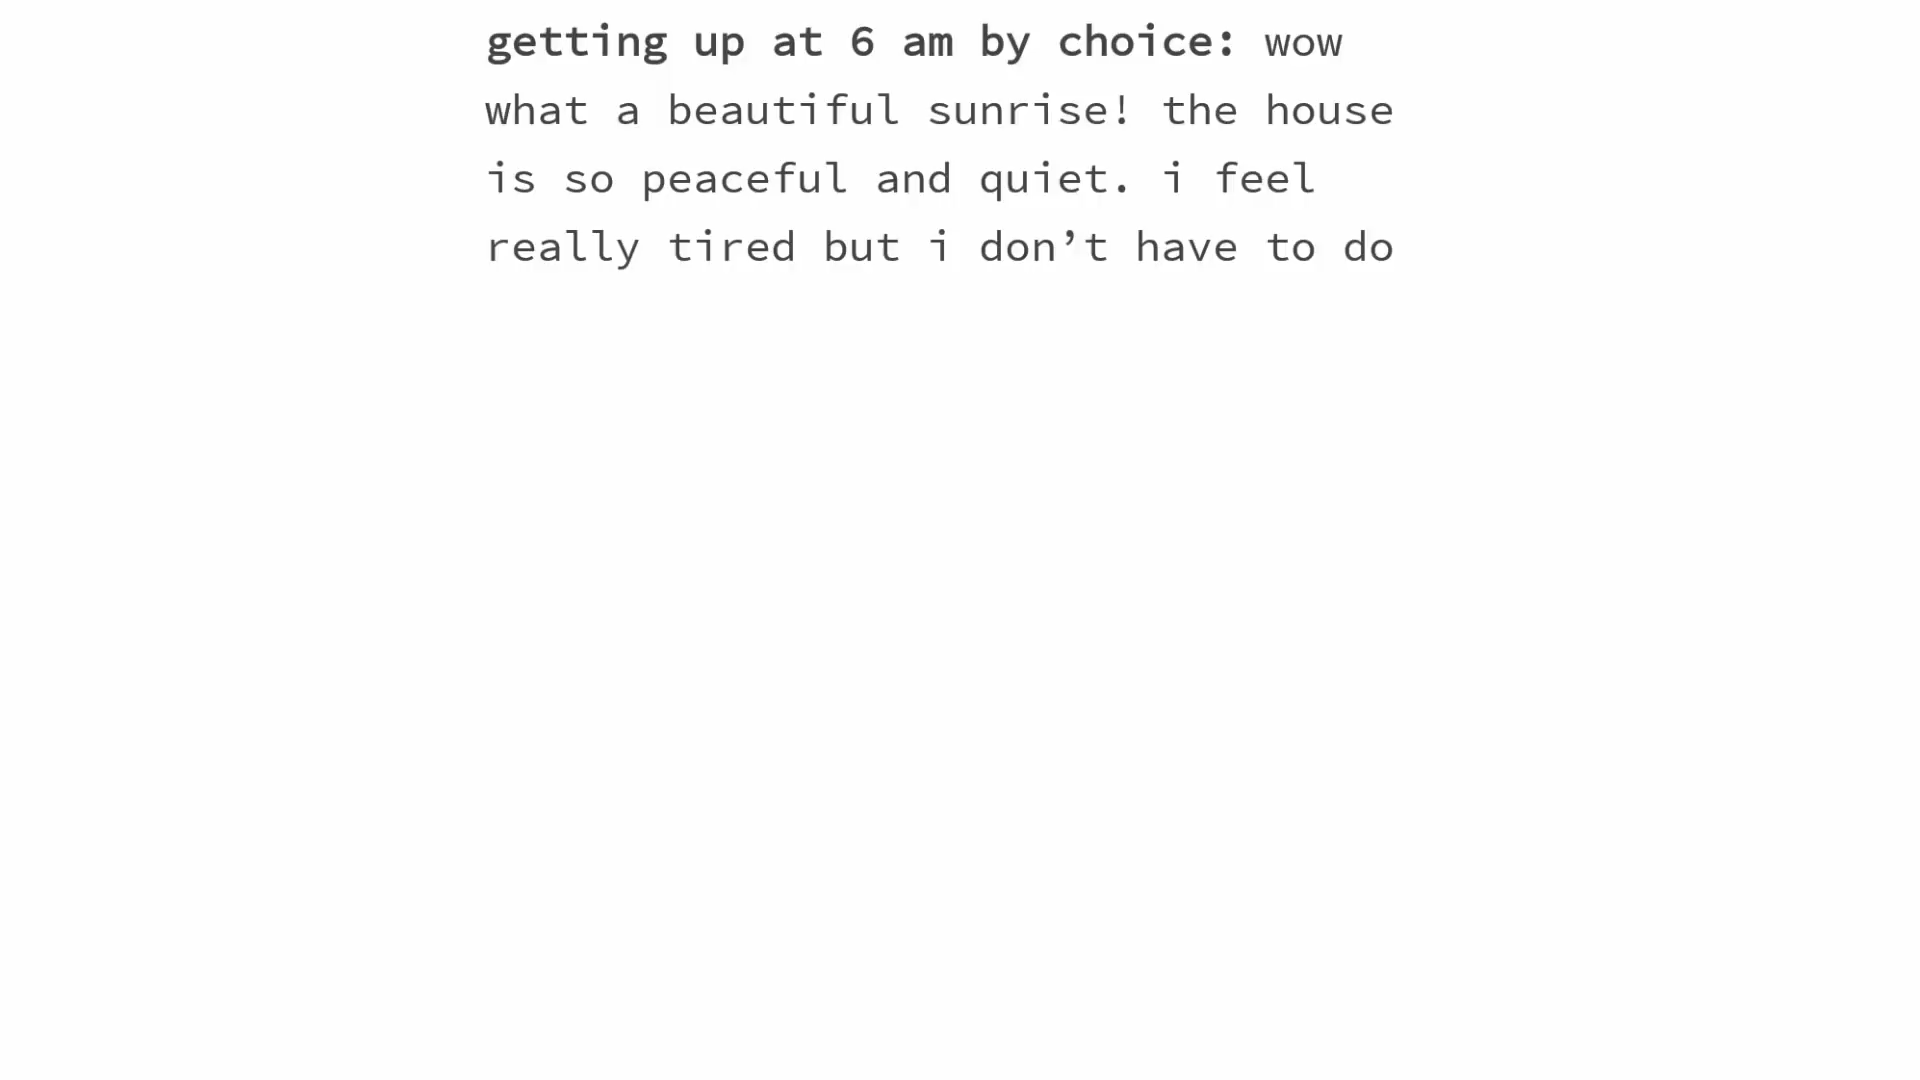 getting up at 6 am by choice: wow
what a beautiful sunrise! the house
is so peaceful and quiet. i feel
really tired but i don’t have to do